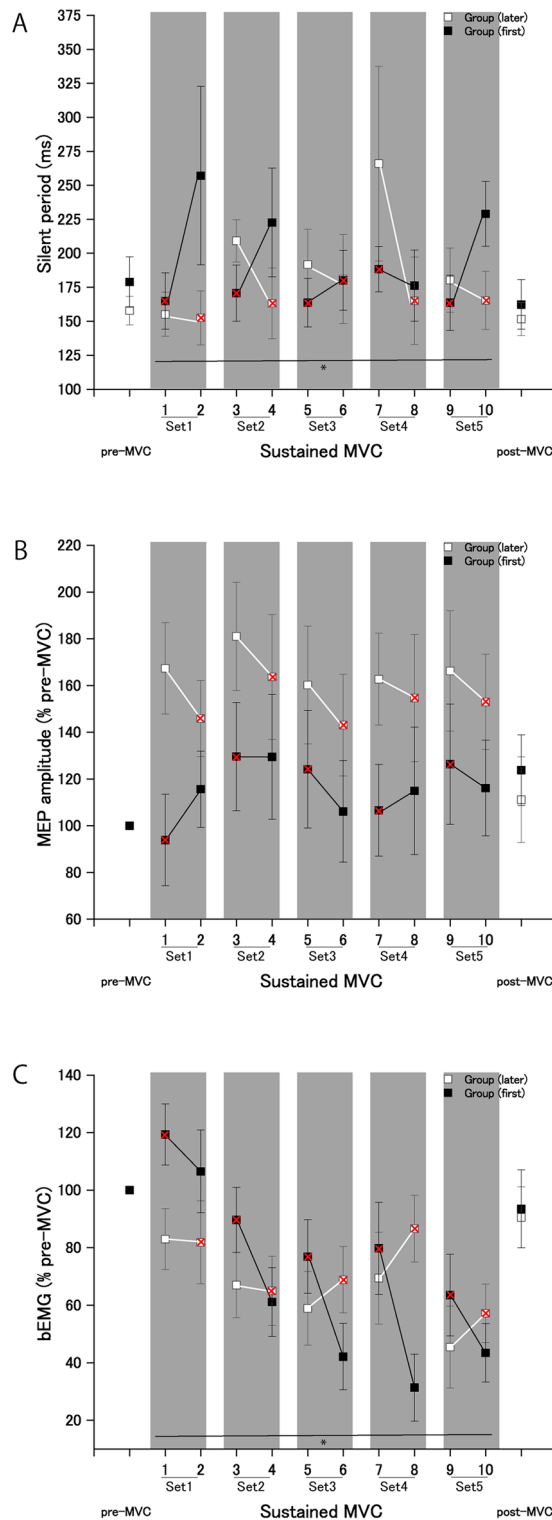 A
375
350
325
300
275
250
225
200
175
150
125
100
Silent period (ms)
Group (later)
Group (first)
*
1 2 3 4 5 6 7 8 9 10
Set1 Set2 Set3 Set4 Set5
pre-MVC Sustained MVC post-MVC
B
220
200
180
160
140
120
100
80
60
MEP amplitude (% pre-MVC)
Group (later)
Group (first)
1 2 3 4 5 6 7 8 9 10
Set1 Set2 Set3 Set4 Set5
pre-MVC Sustained MVC post-MVC
C
140
120
100
80
60
40
20
10
bEMG (% pre-MVC)
Group (later)
Group (first)
*
1 2 3 4 5 6 7 8 9 10
Set1 Set2 Set3 Set4 Set5
pre-MVC Sustained MVC post-MVC